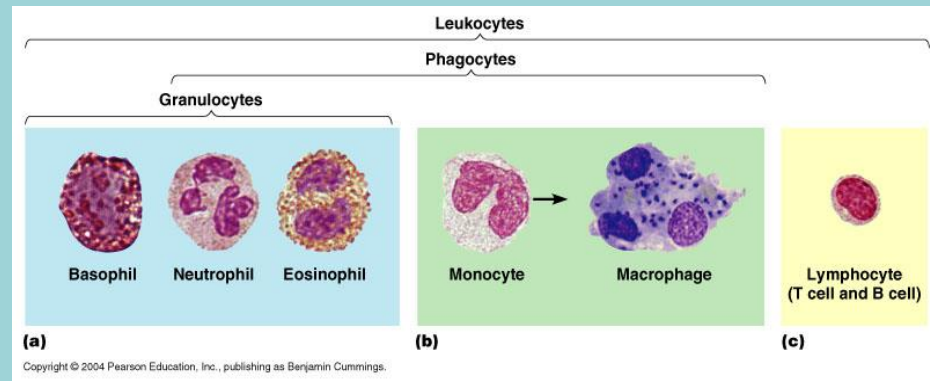 Leukocytes
Phagocytes
Granulocytes
Basophil Neutrophil Eosinophil Monocyte Macrophage Lymphocyte
(T cell and B cell)
(a) (b) (c)
Copyright © 2004 Pearson Education, Inc., publishing as Benjamin Cummings.